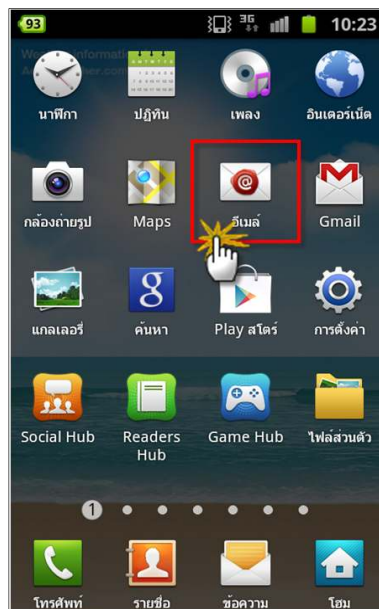 93
3G
10:23
นาฬิกา
ปฏิทิน
เพลง
อินเตอร์เน็ต
กล้องถ่ายรูป
Maps
อีเมล์
Gmail
แกลเลอรี่
ค้นหา
Play สโตร์
การตั้งค่า
Social Hub
Readers Hub
Game Hub
ไฟล์ส่วนตัว
1
โทรศัพท์
รายชื่อ
ข้อความ
โฮม